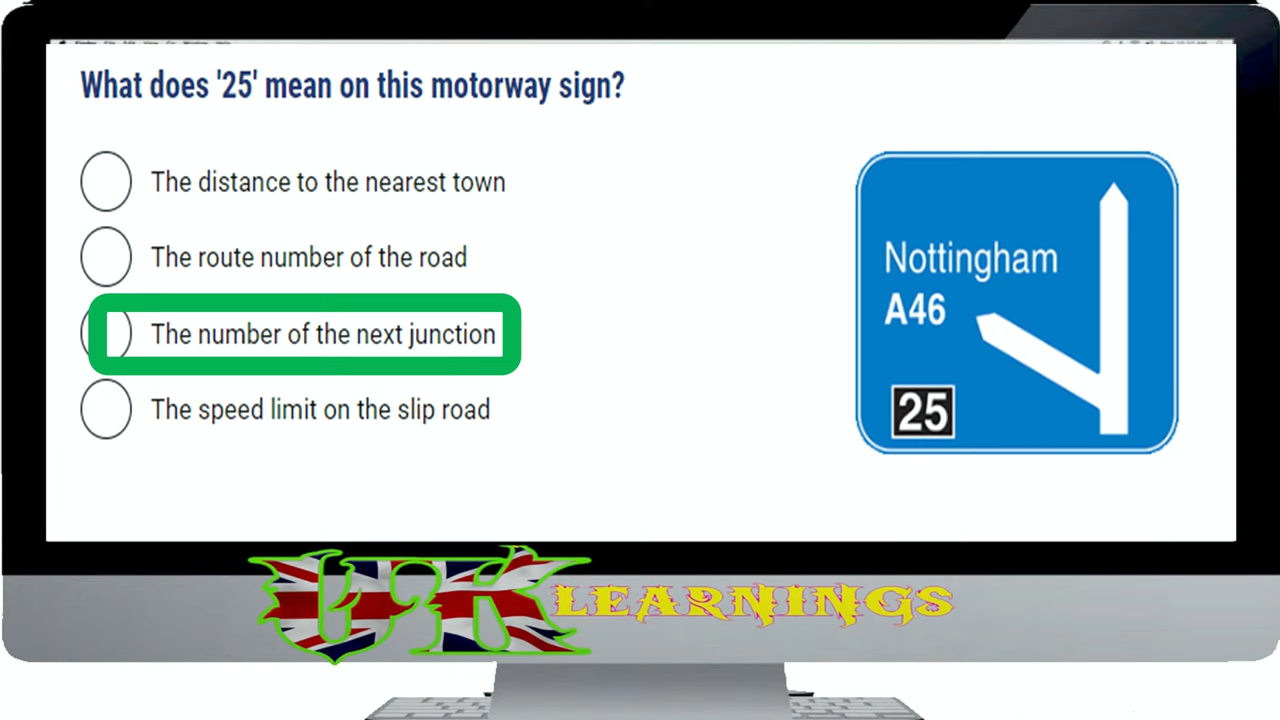 What does '25' mean on this motorway sign?
The distance to the nearest town
The route number of the road
The number of the next junction
The speed limit on the slip road
Nottingham
A46
25
UK LEARNINGS